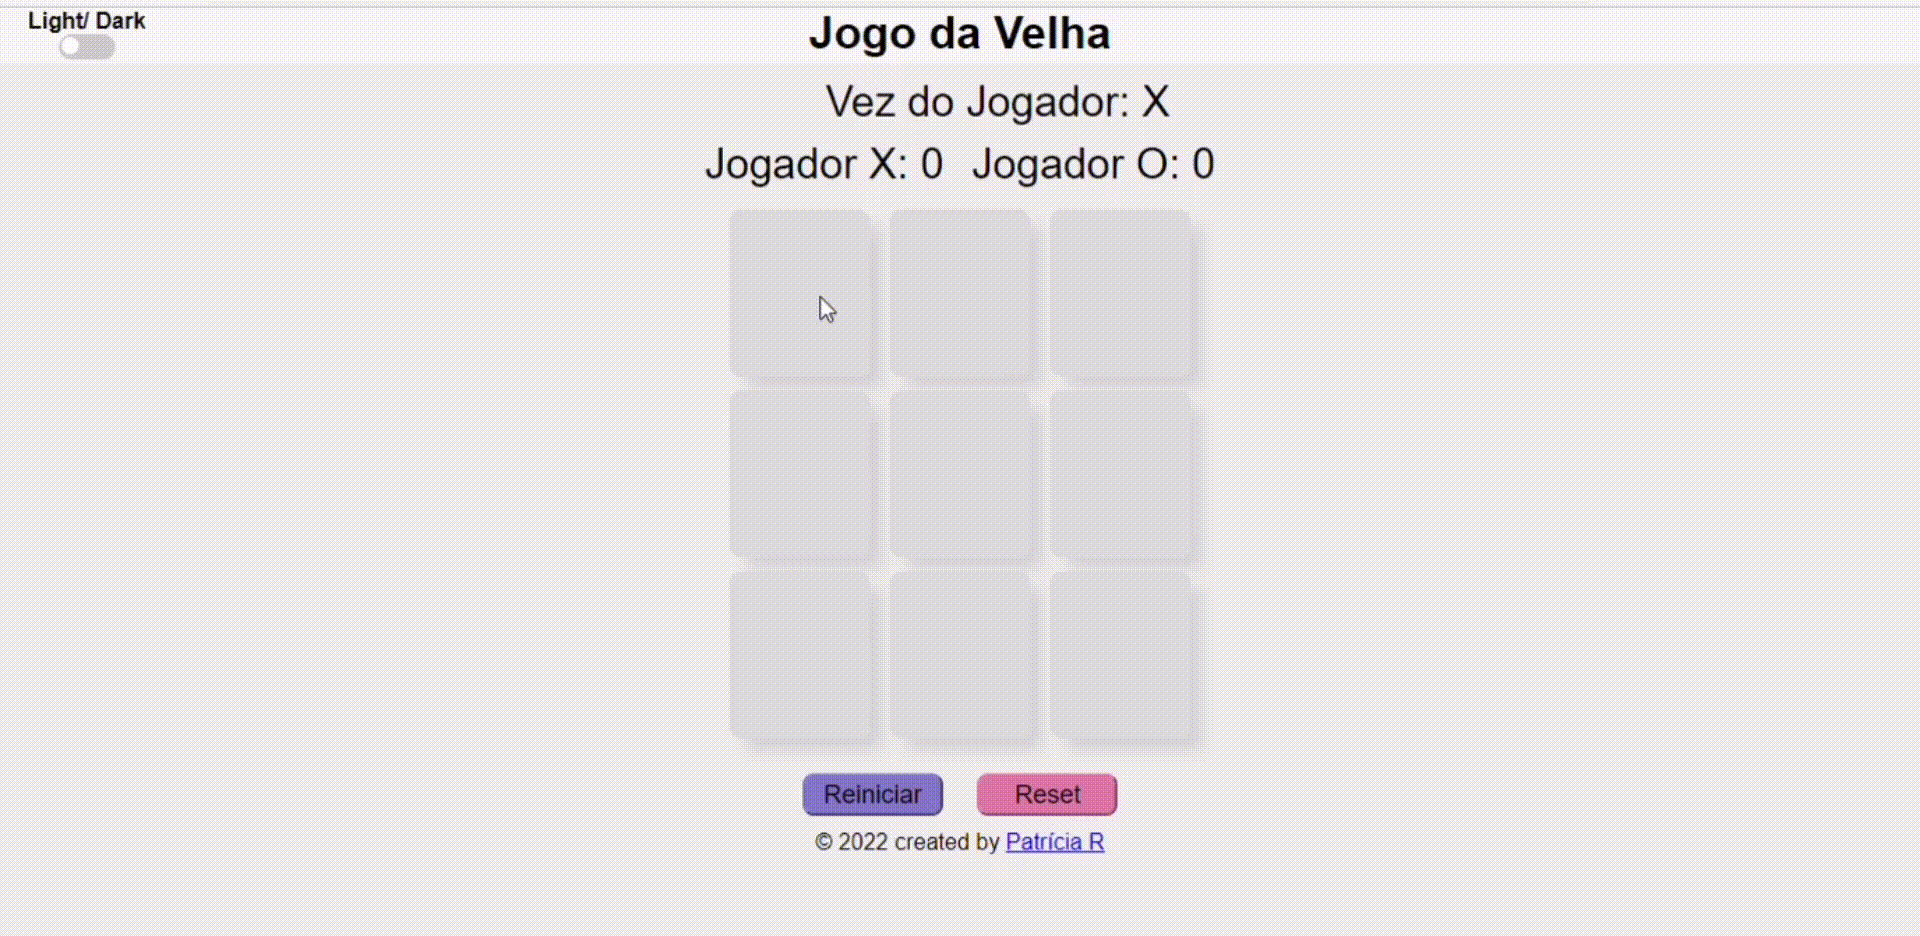 Light/ Dark
Jogo da Velha
Vez do Jogador: X
Jogador X: 0 Jogador O: 0
Reiniciar
Reset
© 2022 created by Patrícia R